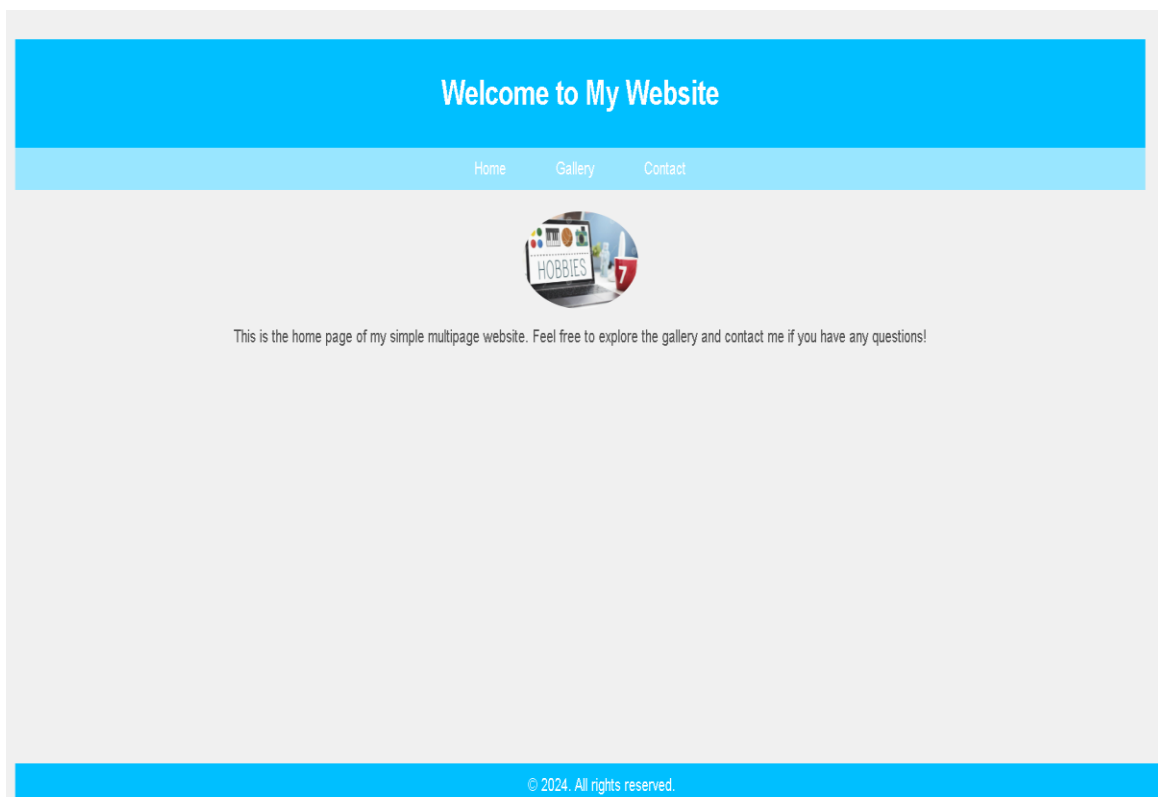 Welcome to My Website
Home Gallery Contact
HOBBIES
7
This is the home page of my simple multipage website. Feel free to explore the gallery and contact me if you have any questions!
© 2024. All rights reserved.